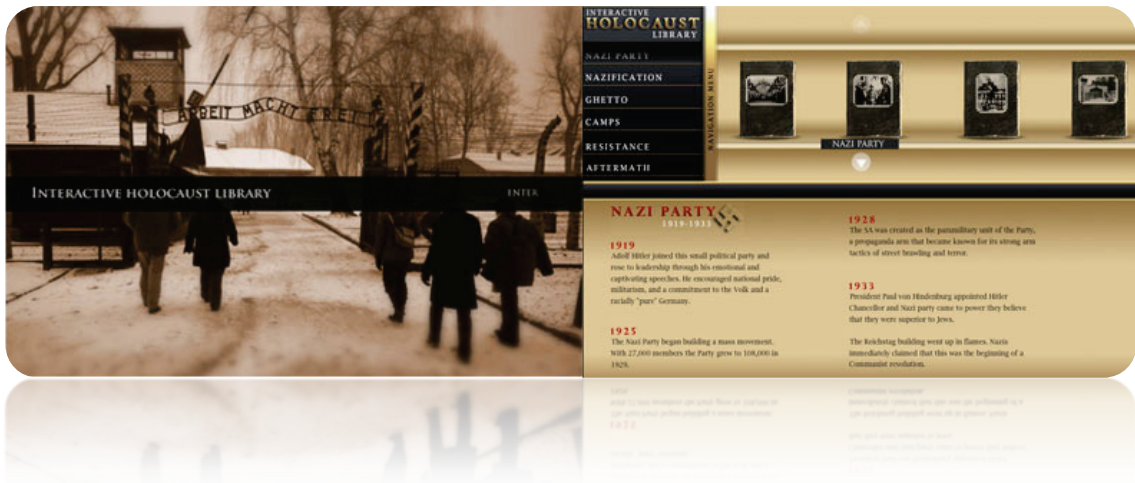 ARBEIT MACHT FREI
INTERACTIVE HOLOCAUST LIBRARY
ENTER
INTERACTIVE
HOLOCAUST
LIBRARY
NAZI PARTY
NAZIFICATION
GHETTO
CAMPS
RESISTANCE
AFTERMATH
NAVIGATION MENU
NAZI PARTY
NAZI PARTY
1919-1933
1919
Adolf Hitler joined this small political party and
rose to leadership through his emotional and
captivating speeches. He encouraged national pride,
militarism, and a commitment to the Volk and a
racially "pure" Germany.
1925
The Nazi Party began building a mass movement.
With 27,000 members the Party grew to 108,000 in
1929.
1928
The SA was created as the paramilitary unit of the Party,
a propaganda arm that became known for its strong arm
tactics of street brawling and terror.
1933
President Paul von Hindenburg appointed Hitler
Chancellor and Nazi party came to power they believe
that they were superior to Jews.
The Reichstag building went up in flames. Nazis
immediately claimed that this was the beginning of a
Communist revolution.